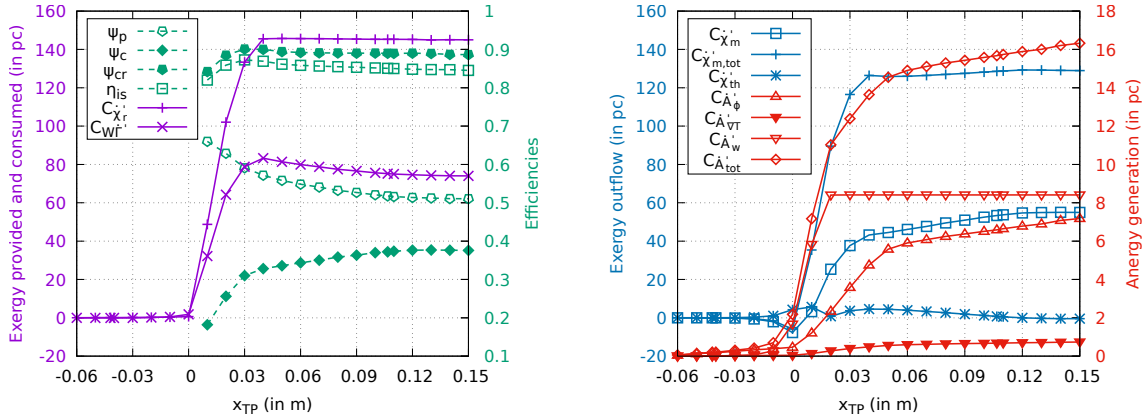 Exergy provided and consumed (in pc)
160
140
120
100
80
60
40
20
0
-20
ψp
ψc
ψcr
ηis
Cχ̇'r
CẆΓ'
-0.06
-0.03
0
0.03
0.06
0.09
0.12
0.15
xTP (in m)
1
0.9
0.8
0.7
0.6
0.5
0.4
0.3
0.2
0.1
Efficiencies
Exergy outflow (in pc)
160
140
120
100
80
60
40
20
0
-20
Cχ̇'m
Cχ̇'m,tot
Cχ̇'th
CȦ'ϕ
CȦ'∇T
CȦ'w
CȦ'tot
-0.06
-0.03
0
0.03
0.06
0.09
0.12
0.15
xTP (in m)
18
16
14
12
10
8
6
4
2
0
Anergy generation (in pc)